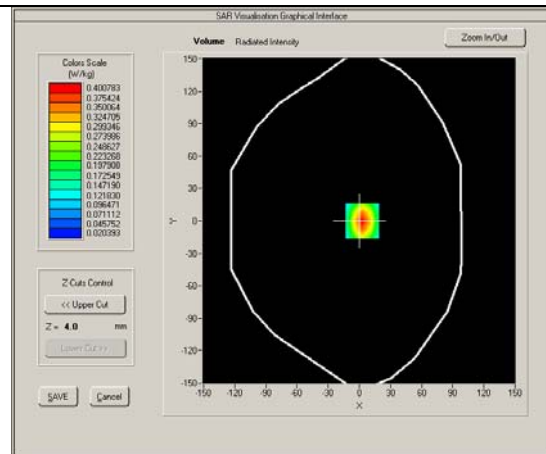 SAR Visualisation Graphical Interface
Volume Radiated Intensity
Zoom In/Out
Colors Scale
(W/kg)
0.400783
0.375424
0.350064
0.324705
0.299346
0.273986
0.248627
0.223268
0.197908
0.172549
0.147190
0.121830
0.096471
0.071112
0.045752
0.020393
Z Cuts Control
<< Upper Cut
Z = 4.0 mm
Lower Cut >>
SAVE Cancel
150
120
90
60
30
0
-30
-60
-90
-120
-150
Y
-150 -120 -90 -60 -30 0 30 60 90 120 150
X